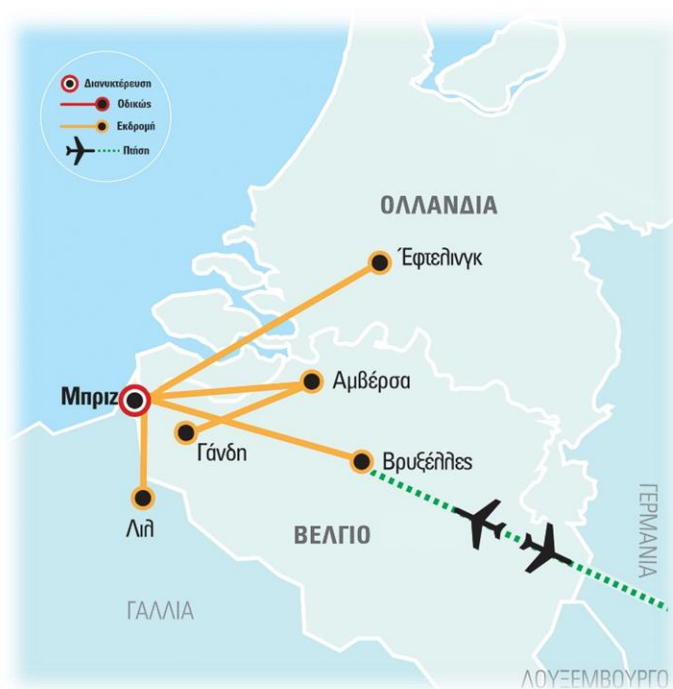 Διανυκτέρευση
Οδικώς
Εκδρομή
Πτήση
ΟΛΛΑΝΔΙΑ
Έφτελινγκ
Μπριζ
Αμβέρσα
Γάνδη
Βρυξέλλες
Λιλ
ΒΕΛΓΙΟ
ΓΕΡΜΑΝΙΑ
ΓΑΛΛΙΑ
ΛΟΥΞΕΜΒΟΥΡΓΟ